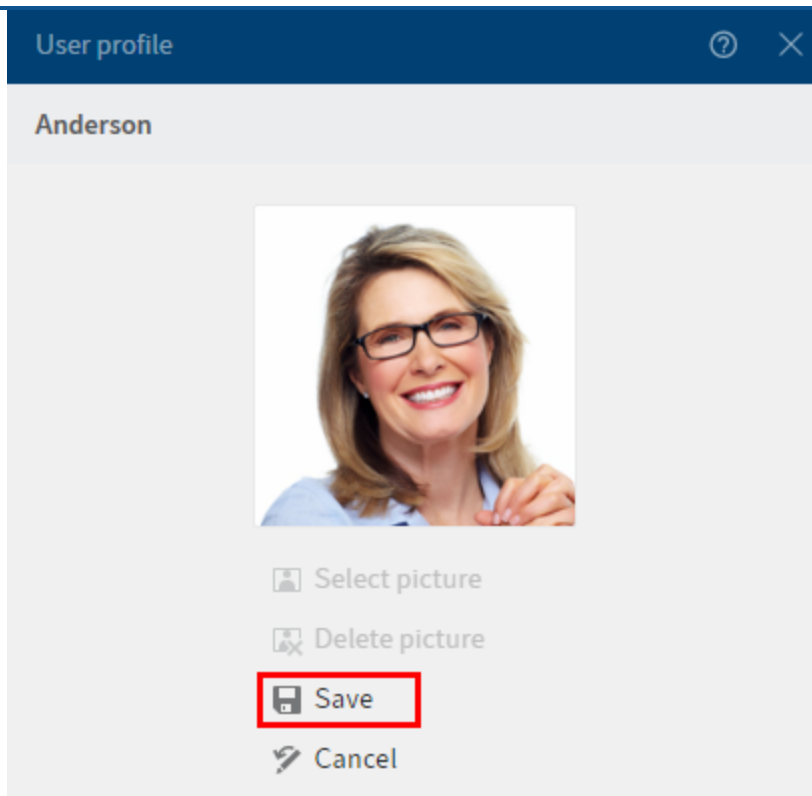 User profile
Anderson
Select picture
Delete picture
Save
Cancel